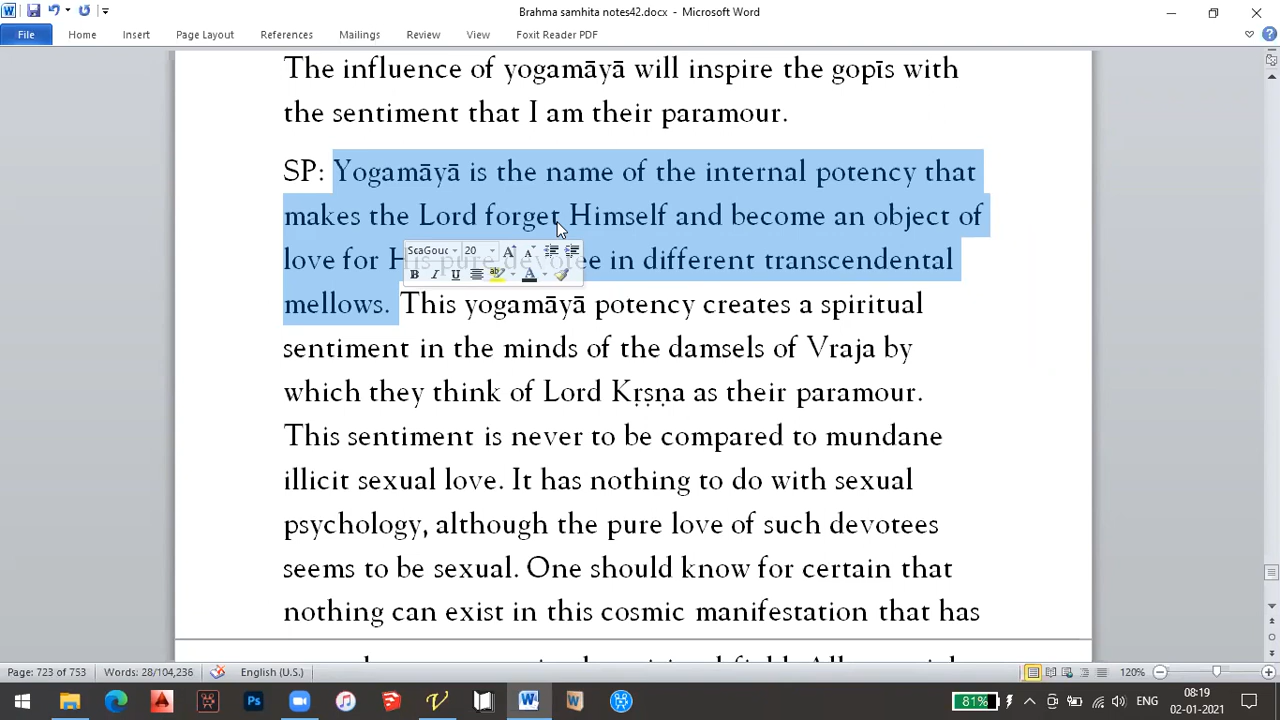 Brahma samhita notes42.docx - Microsoft Word
File Home Insert Page Layout References Mailings Review View Foxit Reader PDF
The influence of yogamāyā will inspire the gopīs with
the sentiment that I am their paramour.
SP: Yogamāyā is the name of the internal potency that
makes the Lord forget Himself and become an object of
love for His pure devotee in different transcendental
mellows. This yogamāyā potency creates a spiritual
sentiment in the minds of the damsels of Vraja by
which they think of Lord Kṛṣṇa as their paramour.
This sentiment is never to be compared to mundane
illicit sexual love. It has nothing to do with sexual
psychology, although the pure love of such devotees
seems to be sexual. One should know for certain that
nothing can exist in this cosmic manifestation that has
ScaGouc 20
B I U
Page: 723 of 753 Words: 28/104,236 English (U.S.) 120%
81% ENG 08:19
02-01-2021